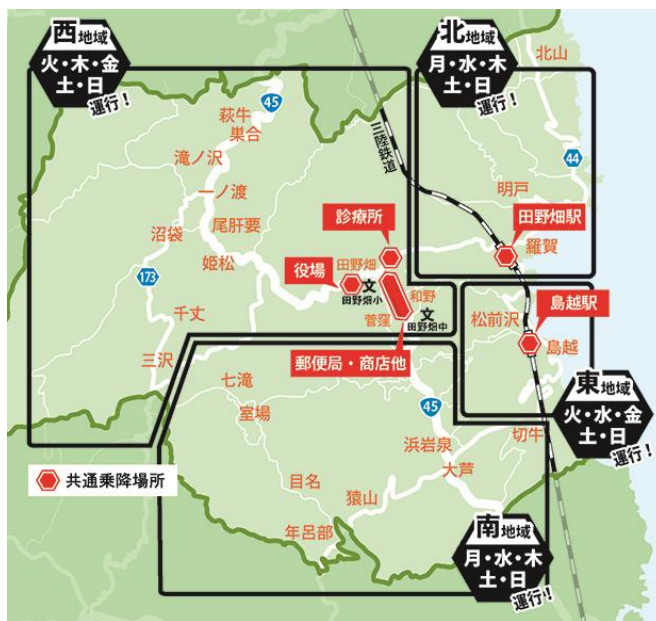 西地域
火・木・金
土・日
運行！
北地域
月・水・木
土・日
運行！
北山
45
萩牛
巣合
三陸鉄道
44
滝ノ沢
明戸
一ノ渡
診療所
田野畑駅
沼袋
尾肝要
羅賀
役場
田野畑
姫松
文
田野畑小
和野
173
島越駅
千丈
菅窪
文
田野畑中
松前沢
島越
三沢
郵便局・商店他
七滝
東地域
火・水・金
土・日
運行！
室場
45
切牛
浜岩泉
大芦
共通乗降場所
目名
猿山
年呂部
南地域
月・水・木
土・日
運行！